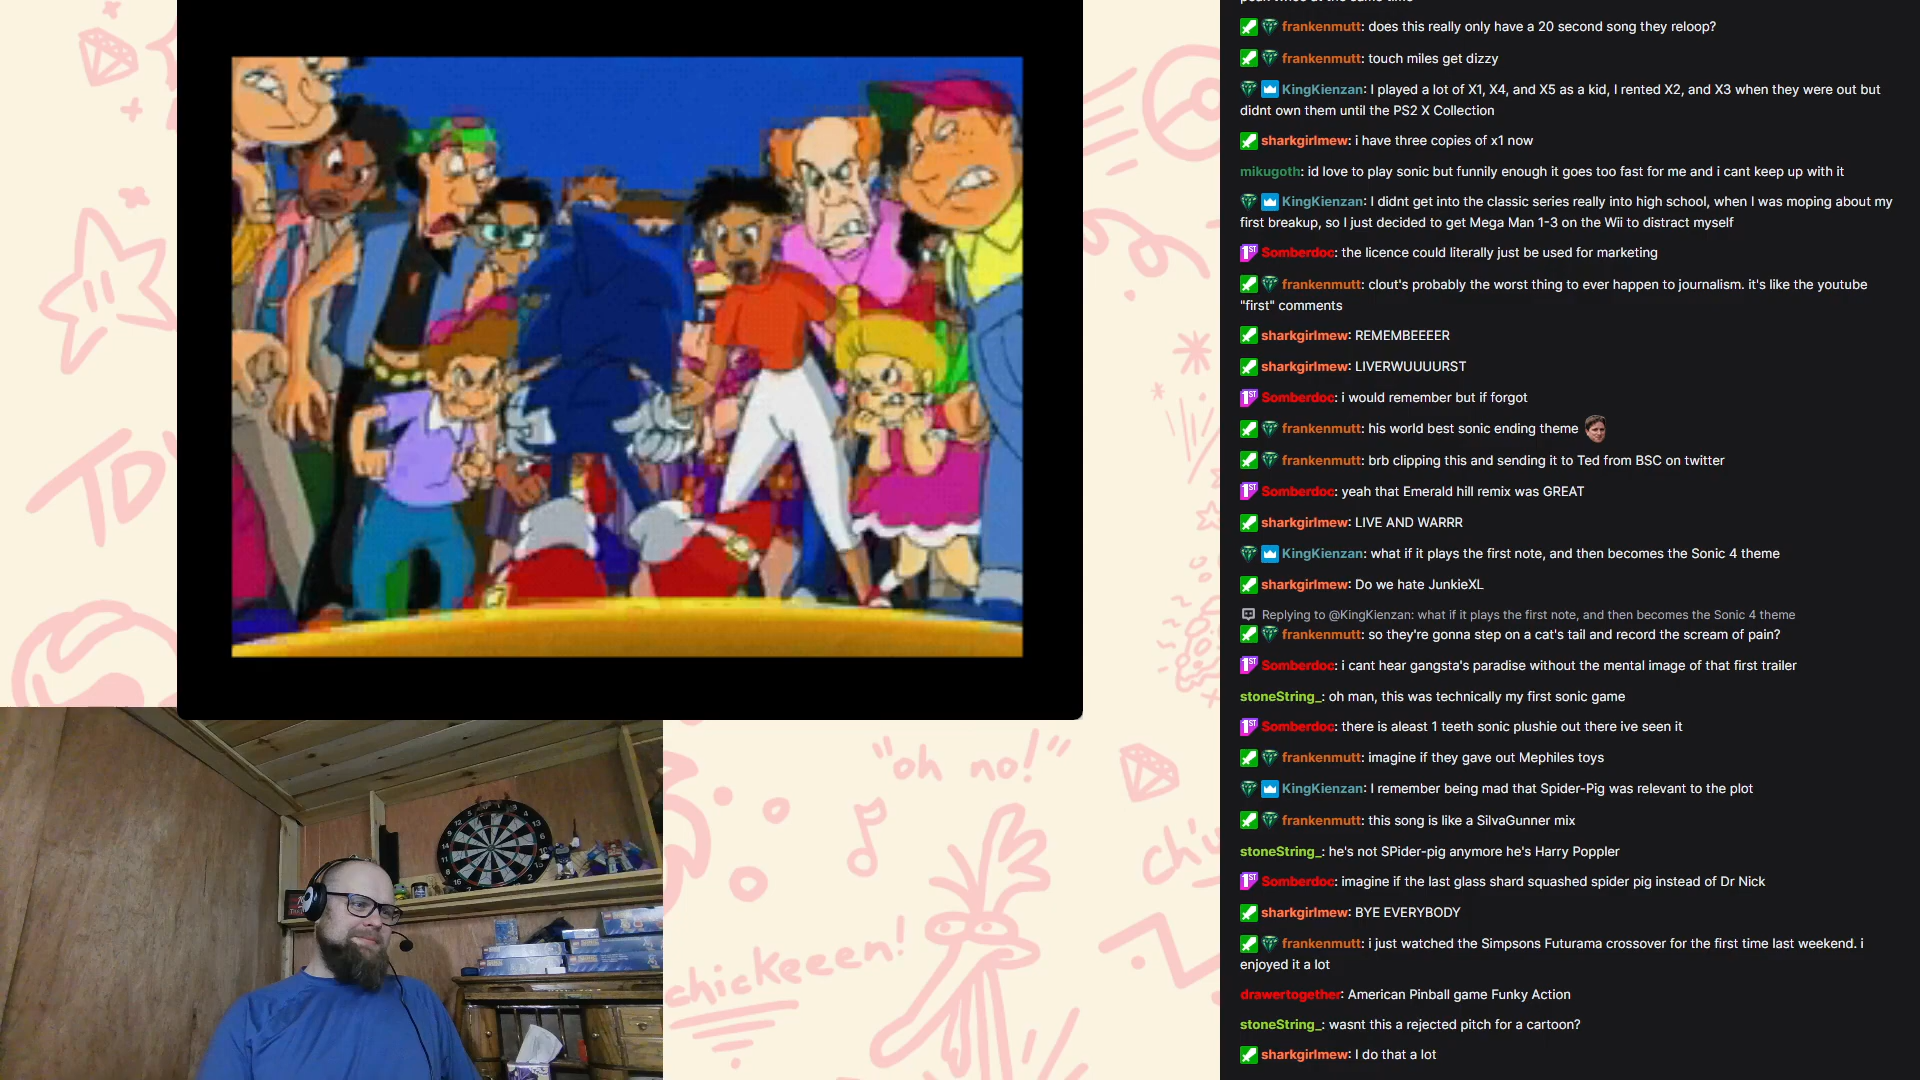 frankenmutt: does this really only have a 20 second song they reloop?
frankenmutt: touch miles get dizzy
KingKienzan: I played a lot of X1, X4, and X5 as a kid, I rented X2, and X3 when they were out but
didnt own them until the PS2 X Collection
sharkgirlmew: i have three copies of x1 now
mikugoth: id love to play sonic but funnily enough it goes too fast for me and i cant keep up with it
KingKienzan: I didnt get into the classic series really into high school, when I was moping about my
first breakup, so I just decided to get Mega Man 1-3 on the Wii to distract myself
1ST Somberdoc: the licence could literally just be used for marketing
frankenmutt: clout's probably the worst thing to ever happen to journalism. it's like the youtube
"first" comments
sharkgirlmew: REMEMBEEEER
sharkgirlmew: LIVERWUUUURST
1ST Somberdoc: i would remember but if forgot
frankenmutt: his world best sonic ending theme
frankenmutt: brb clipping this and sending it to Ted from BSC on twitter
1ST Somberdoc: yeah that Emerald hill remix was GREAT
sharkgirlmew: LIVE AND WARRR
KingKienzan: what if it plays the first note, and then becomes the Sonic 4 theme
sharkgirlmew: Do we hate JunkieXL
Replying to @KingKienzan: what if it plays the first note, and then becomes the Sonic 4 theme
frankenmutt: so they're gonna step on a cat's tail and record the scream of pain?
1ST Somberdoc: i cant hear gangsta's paradise without the mental image of that first trailer
stoneString_: oh man, this was technically my first sonic game
1ST Somberdoc: there is aleast 1 teeth sonic plushie out there ive seen it
frankenmutt: imagine if they gave out Mephiles toys
KingKienzan: I remember being mad that Spider-Pig was relevant to the plot
frankenmutt: this song is like a SilvaGunner mix
stoneString_: he's not SPider-pig anymore he's Harry Poppler
1ST Somberdoc: imagine if the last glass shard squashed spider pig instead of Dr Nick
sharkgirlmew: BYE EVERYBODY
frankenmutt: i just watched the Simpsons Futurama crossover for the first time last weekend. i
enjoyed it a lot
drawertogether: American Pinball game Funky Action
stoneString_: wasnt this a rejected pitch for a cartoon?
sharkgirlmew: I do that a lot
"oh no!"
chickeeen!